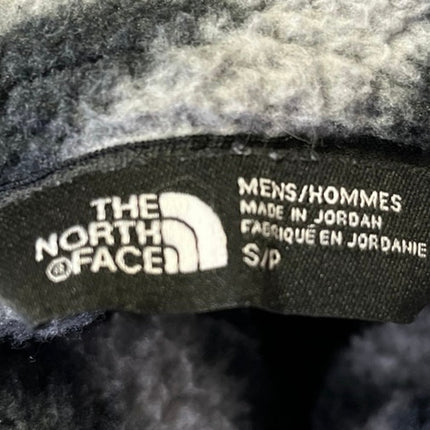 THE
NORTH
®FACE
MENS/HOMMES
MADE IN JORDAN
FABRIQUÉ EN JORDANIE
S/P